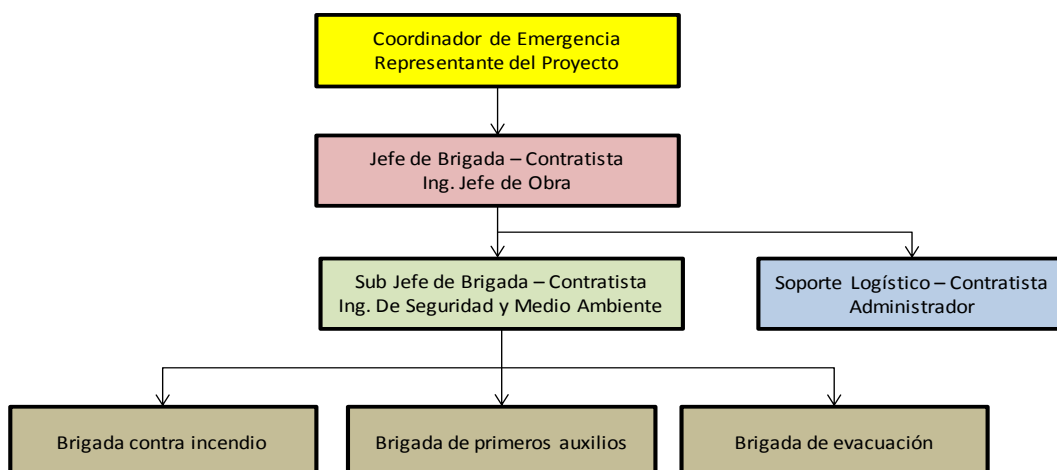 Coordinador de Emergencia
Representante del Proyecto
Jefe de Brigada – Contratista
Ing. Jefe de Obra
Sub Jefe de Brigada – Contratista
Ing. De Seguridad y Medio Ambiente
Soporte Logístico – Contratista
Administrador
Brigada contra incendio
Brigada de primeros auxilios
Brigada de evacuación